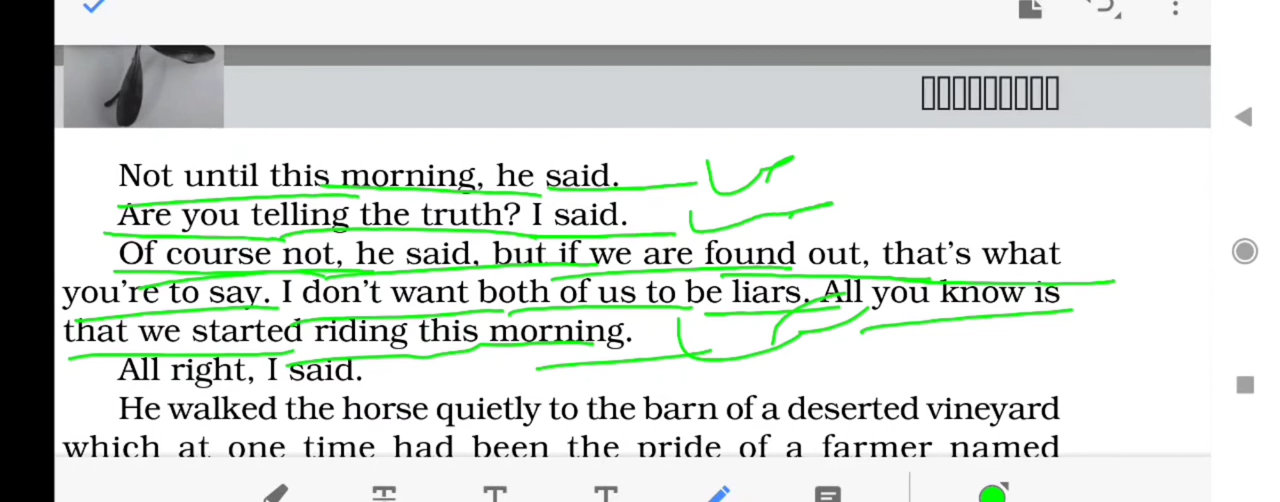 Not until this morning, he said.
Are you telling the truth? I said.
Of course not, he said, but if we are found out, that's what
you're to say. I don't want both of us to be liars. All you know is
that we started riding this morning.
All right, I said.
He walked the horse quietly to the barn of a deserted vineyard
which at one time had been the pride of a farmer named